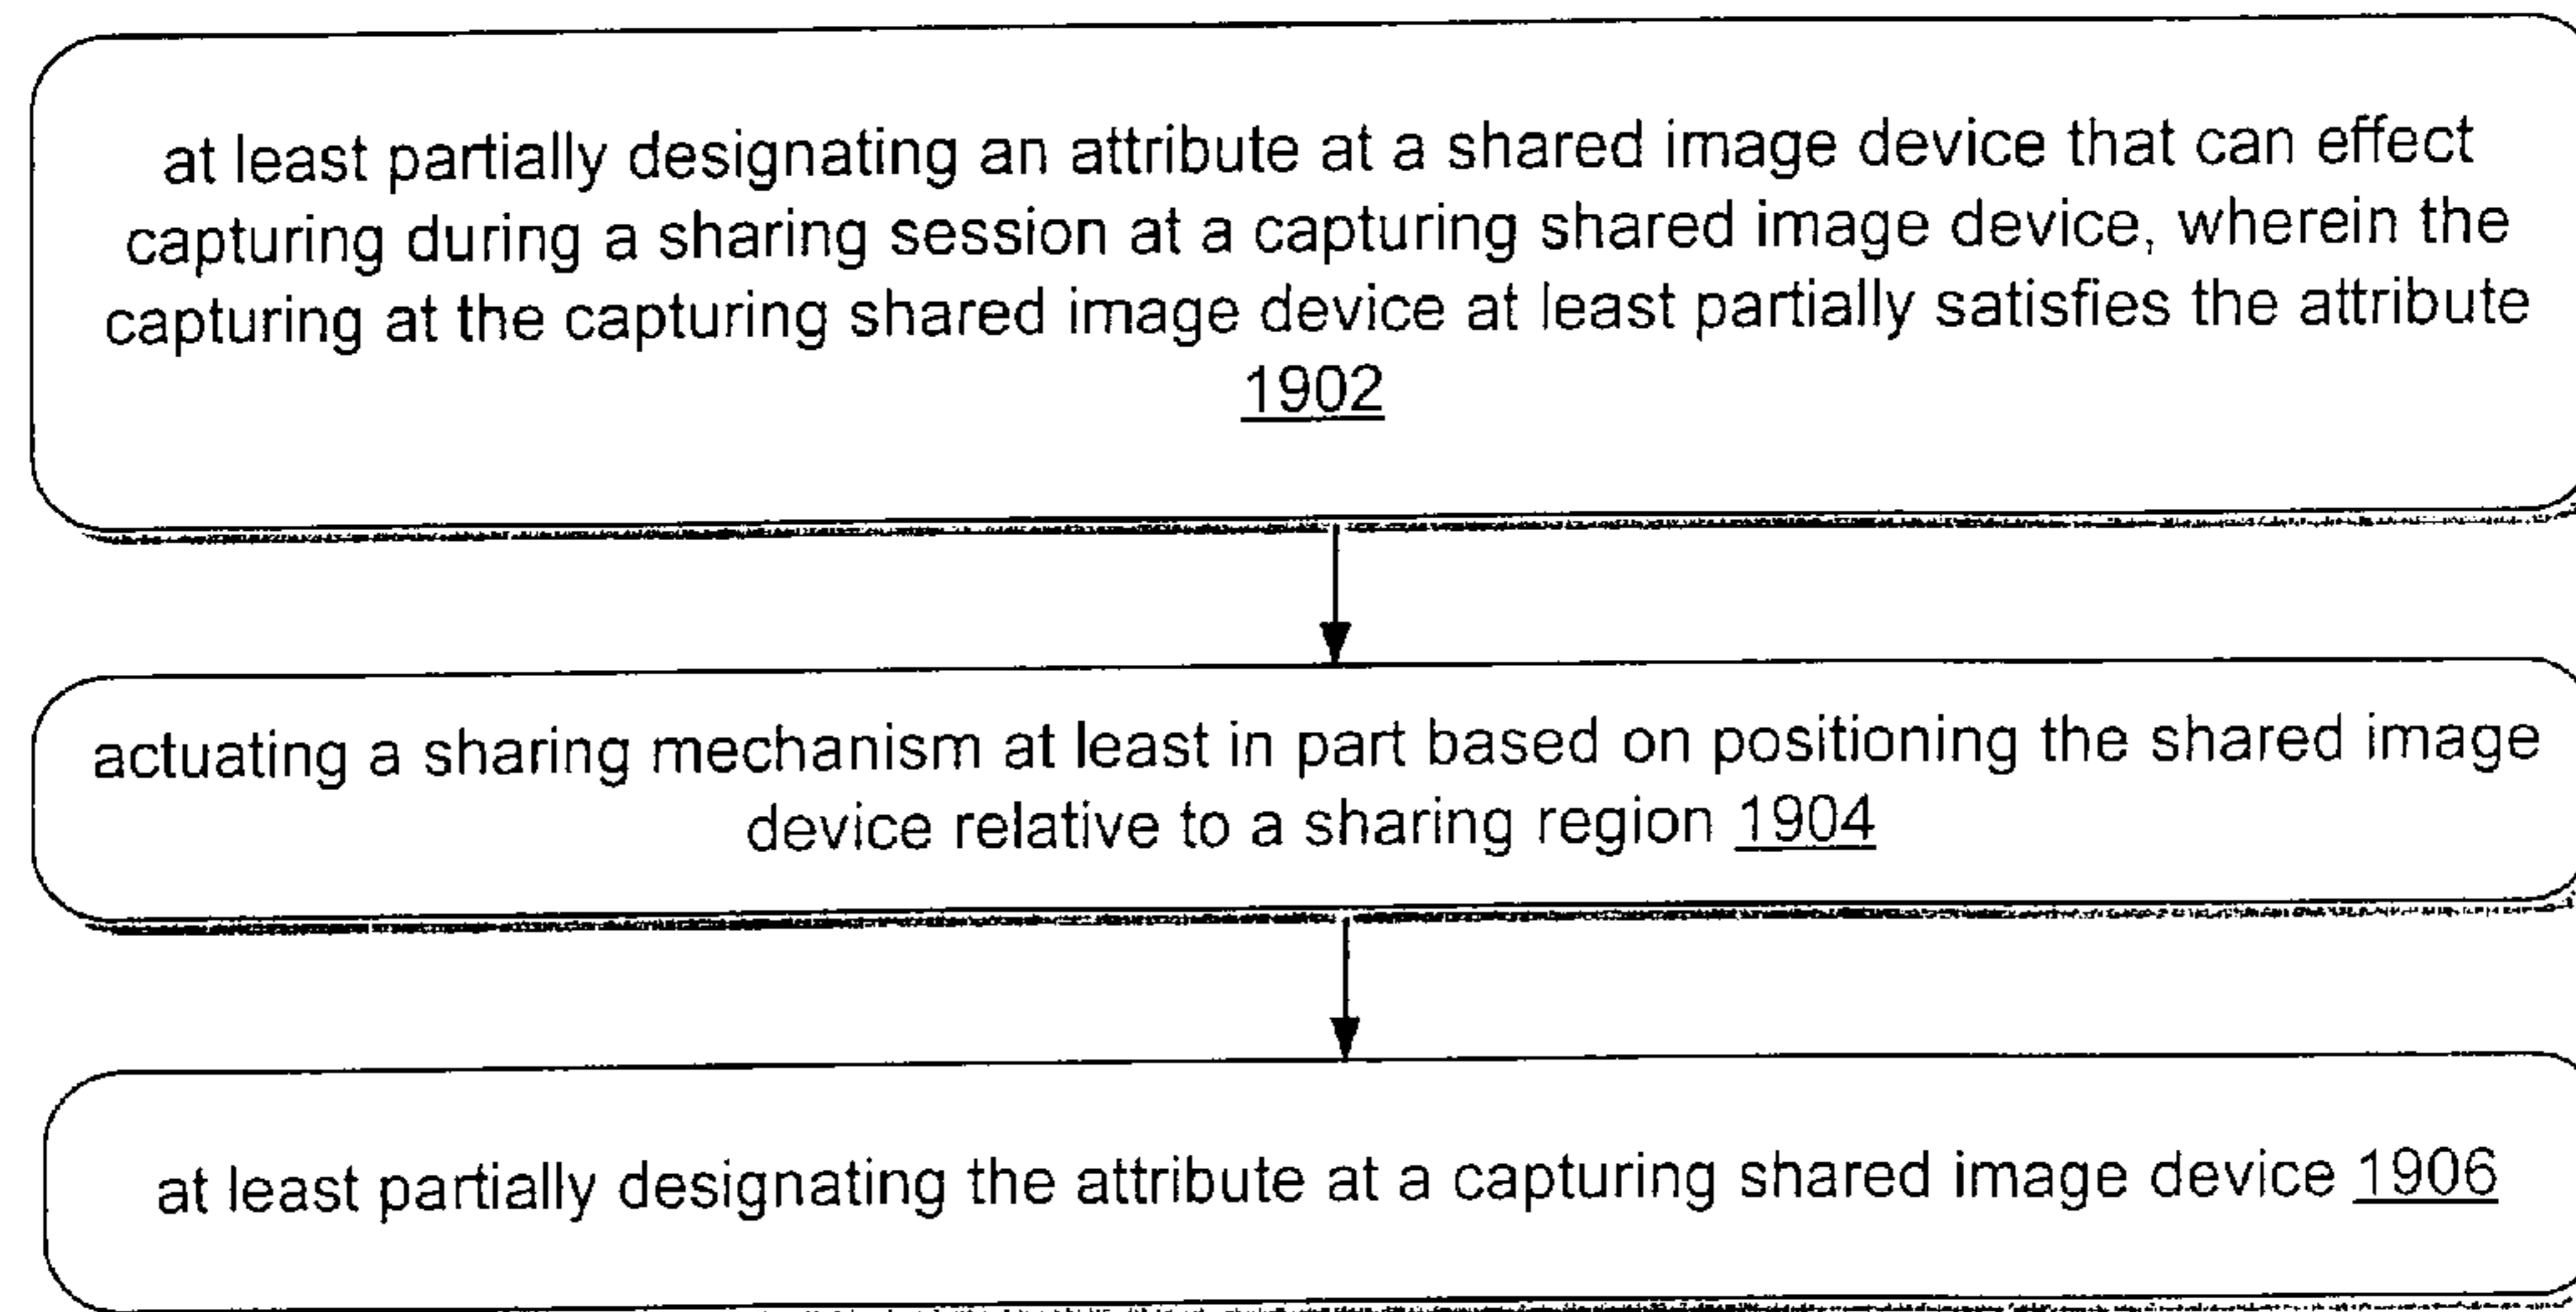 at least partially designating an attribute at a shared image device that can effect
capturing during a sharing session at a capturing shared image device, wherein the
capturing at the capturing shared image device at least partially satisfies the attribute
1902
actuating a sharing mechanism at least in part based on positioning the shared image
device relative to a sharing region 1904
at least partially designating the attribute at a capturing shared image device 1906